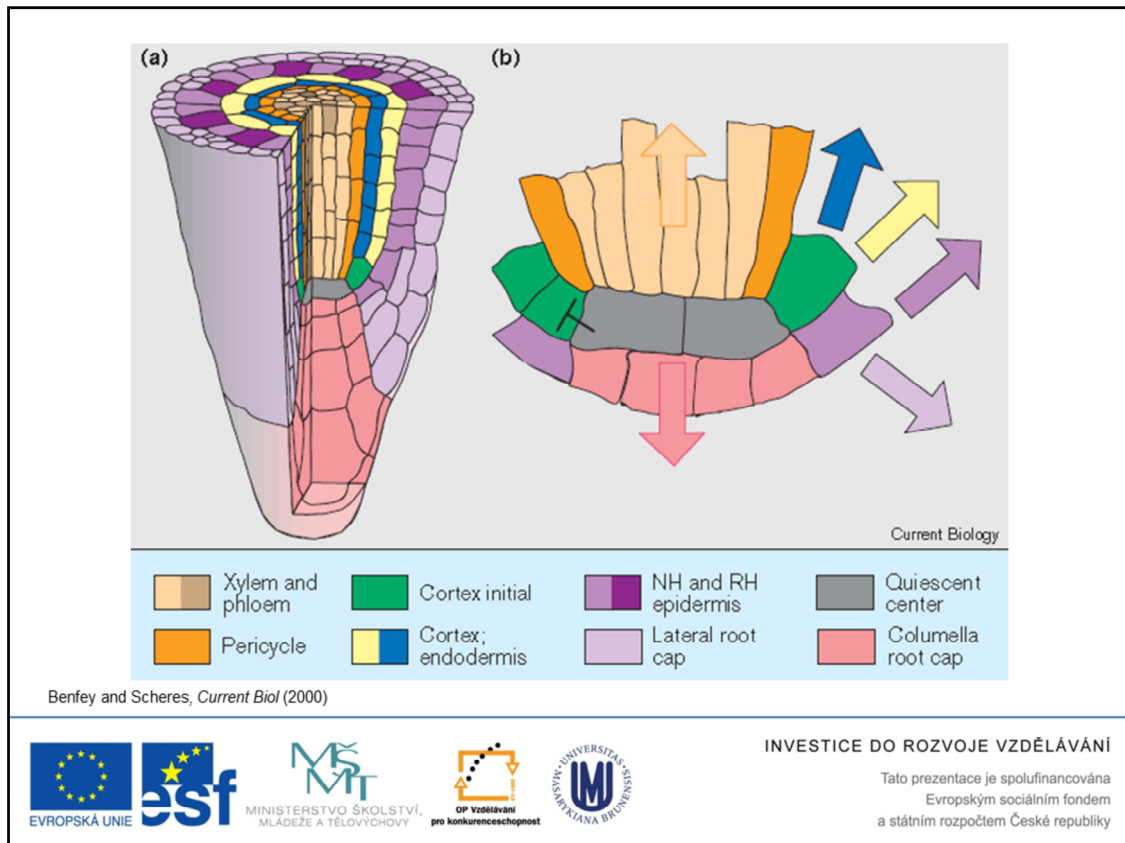 (a)
(b)
Current Biology
Xylem and
phloem
Cortex initial
NH and RH
epidermis
Quiescent
center
Pericycle
Cortex;
endodermis
Lateral root
cap
Columella
root cap
Benfey and Scheres, Current Biol (2000)
EVROPSKÁ UNIE
esf
MŠMT
MINISTERSTVO ŠKOLSTVÍ,
MLÁDEŽE A TĚLOVÝCHOVY
OP Vzdělávání
pro konkurenceschopnost
UNIVERSITAS
MASARYKIANA BRUNENSIS
INVESTICE DO ROZVOJE VZDĚLÁVÁNÍ
Tato prezentace je spolufinancována
Evropským sociálním fondem
a státním rozpočtem České republiky